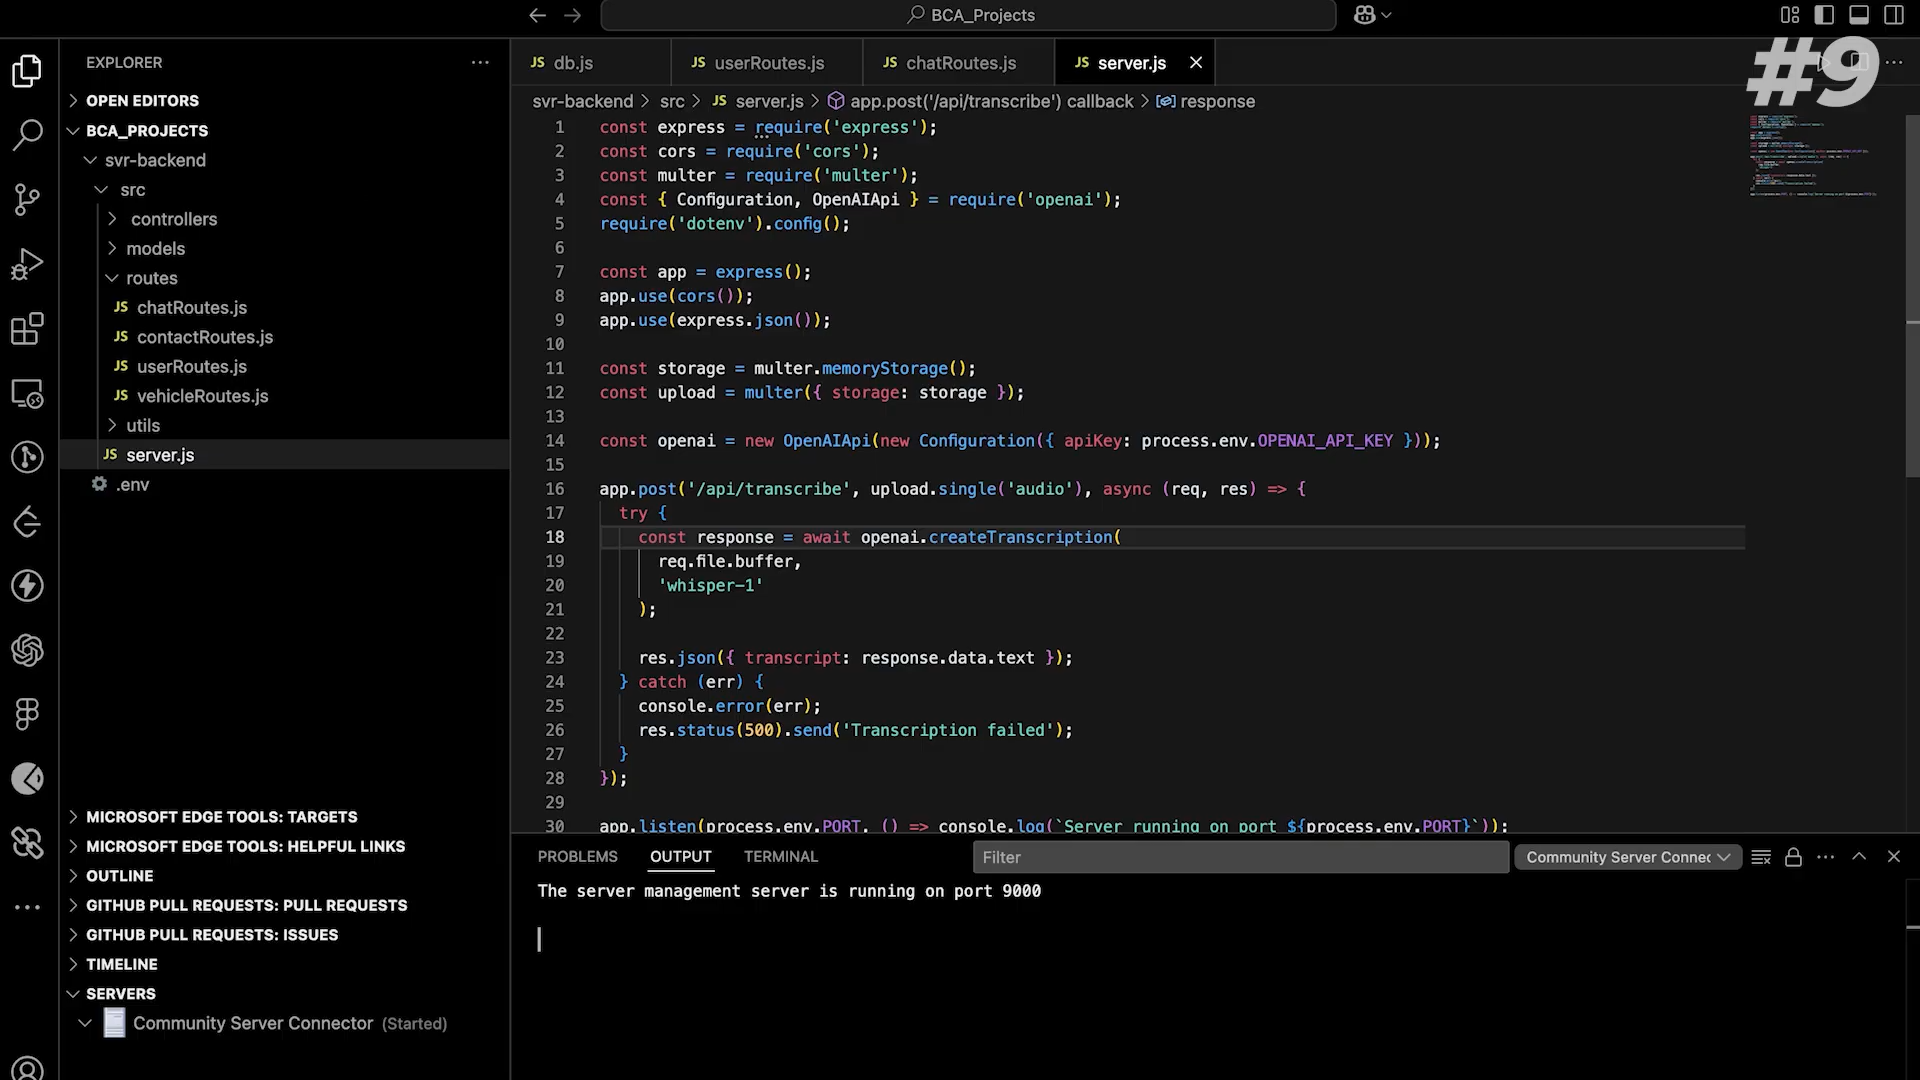 BCA_Projects
#9
EXPLORER
OPEN EDITORS
BCA_PROJECTS
svr-backend
src
controllers
models
routes
JS chatRoutes.js
JS contactRoutes.js
JS userRoutes.js
JS vehicleRoutes.js
utils
JS server.js
.env
MICROSOFT EDGE TOOLS: TARGETS
MICROSOFT EDGE TOOLS: HELPFUL LINKS
OUTLINE
GITHUB PULL REQUESTS: PULL REQUESTS
GITHUB PULL REQUESTS: ISSUES
TIMELINE
SERVERS
Community Server Connector (Started)
JS db.js JS userRoutes.js JS chatRoutes.js JS server.js
svr-backend > src > JS server.js > app.post('/api/transcribe') callback > response
1 const express = require('express');
2 const cors = require('cors');
3 const multer = require('multer');
4 const { Configuration, OpenAIApi } = require('openai');
5 require('dotenv').config();
6
7 const app = express();
8 app.use(cors());
9 app.use(express.json());
10
11 const storage = multer.memoryStorage();
12 const upload = multer({ storage: storage });
13
14 const openai = new OpenAIApi(new Configuration({ apiKey: process.env.OPENAI_API_KEY }));
15
16 app.post('/api/transcribe', upload.single('audio'), async (req, res) => {
17 try {
18 const response = await openai.createTranscription(
19 req.file.buffer,
20 'whisper-1'
21 );
22
23 res.json({ transcript: response.data.text });
24 } catch (err) {
25 console.error(err);
26 res.status(500).send('Transcription failed');
27 }
28 });
29
30 app.listen(process.env.PORT, () => console.log(`Server running on port ${process.env.PORT}`));
PROBLEMS OUTPUT TERMINAL Filter Community Server Connec
The server management server is running on port 9000